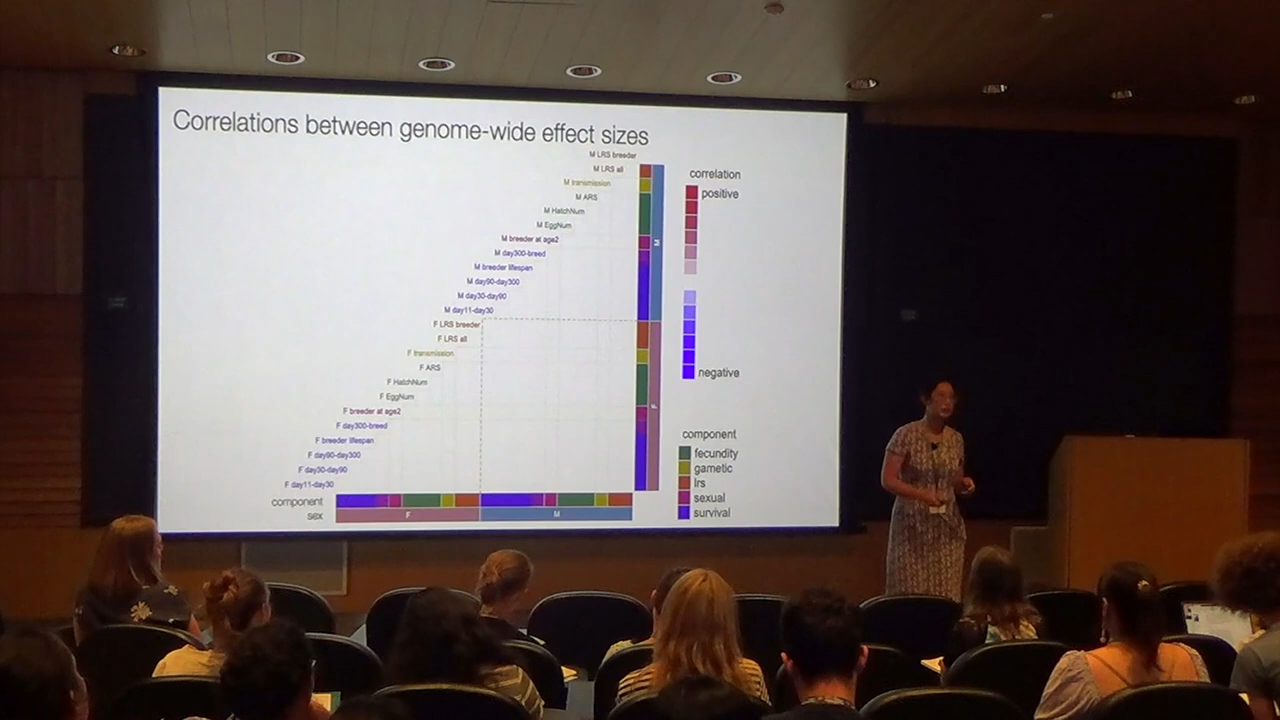 Correlations between genome-wide effect sizes
M LRS breeder
M LRS all
M transmission
M ARS
M HatchNum
M EggNum
M breeder at age2
M day300-breed
M breeder lifespan
M day90-day300
M day30-day90
M day11-day30
F LRS breeder
F LRS all
F transmission
F ARS
F HatchNum
F EggNum
F breeder at age2
F day300-breed
F breeder lifespan
F day90-day300
F day30-day90
F day11-day30
component
sex
F
M
M
F
correlation
positive
negative
component
fecundity
gametic
lrs
sexual
survival